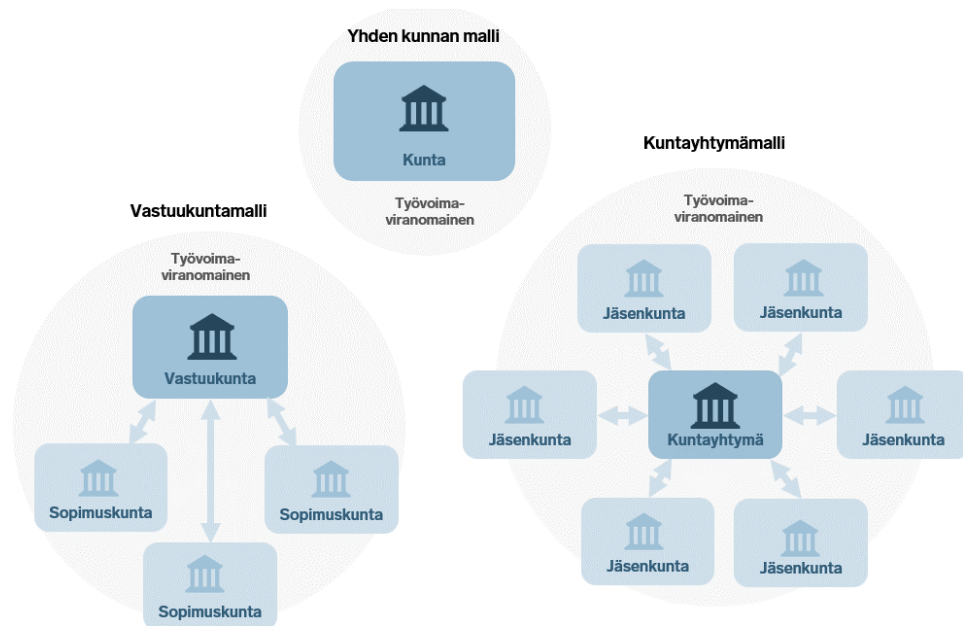 Yhden kunnan malli
Kunta
Työvoima-
viranomainen
Vastuukuntamalli
Työvoima-
viranomainen
Vastuukunta
Sopimuskunta
Sopimuskunta
Sopimuskunta
Kuntayhtymämalli
Työvoima-
viranomainen
Jäsenkunta
Jäsenkunta
Jäsenkunta
Kuntayhtymä
Jäsenkunta
Jäsenkunta
Jäsenkunta